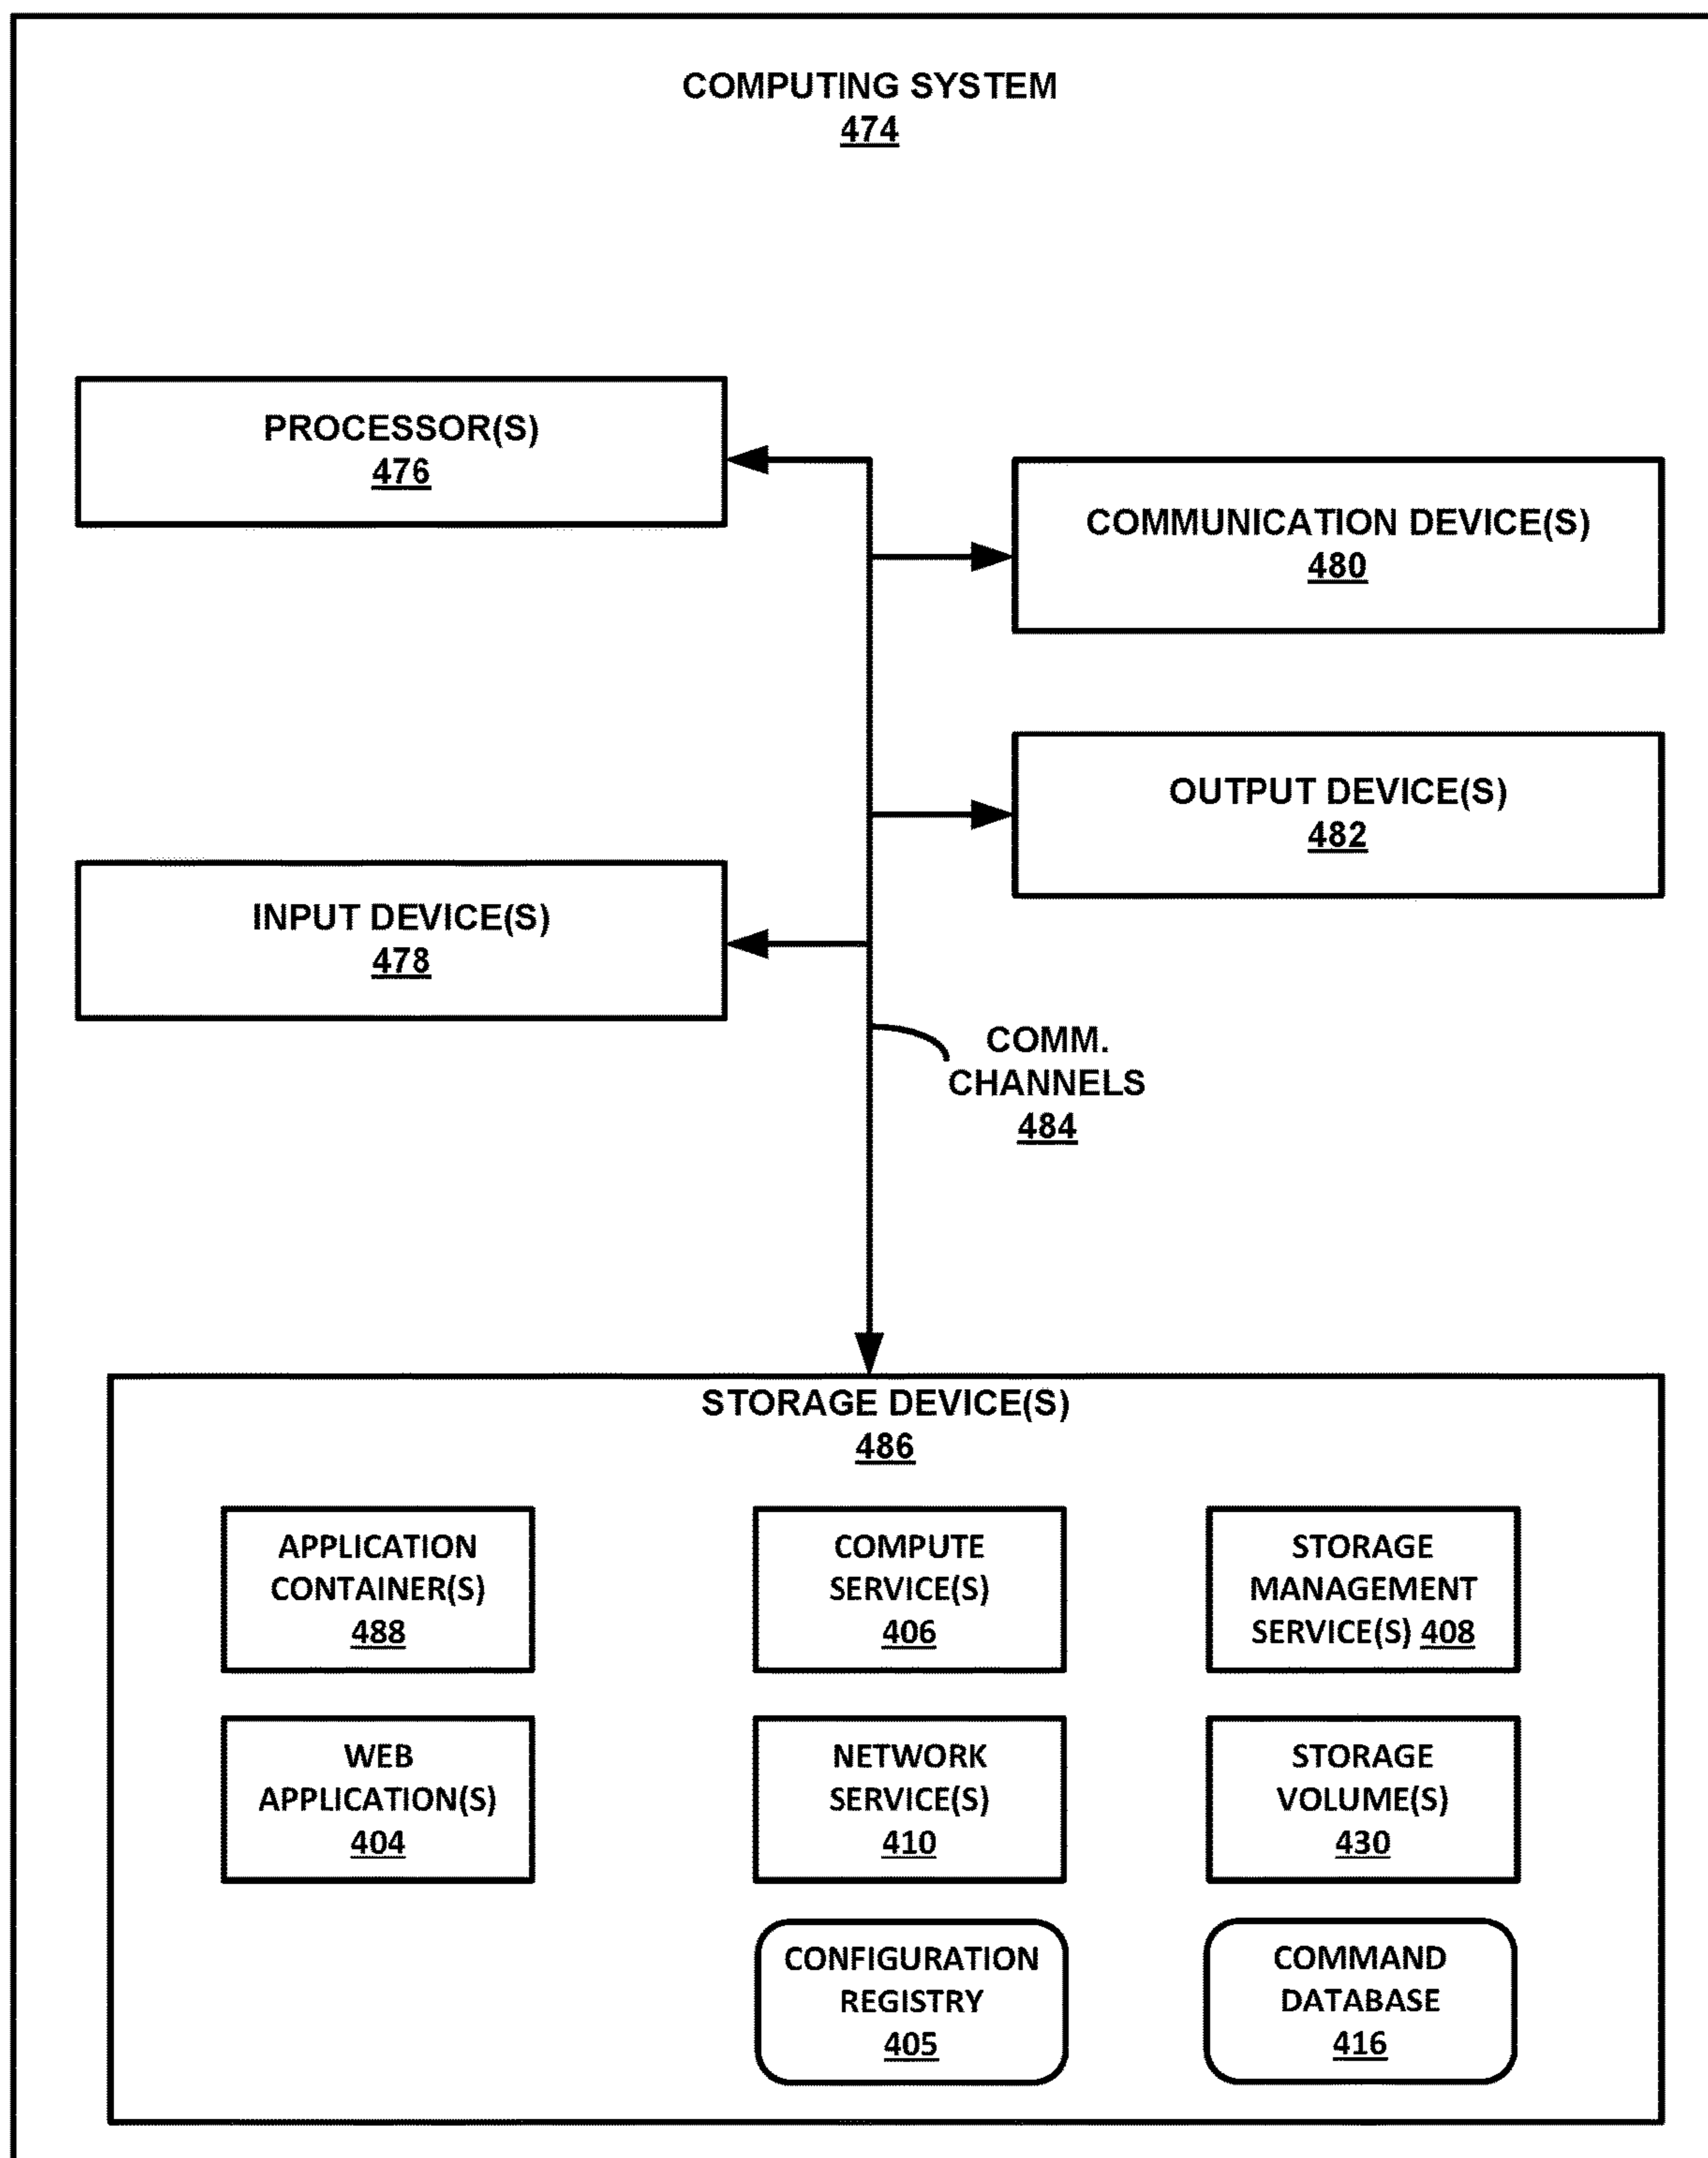 COMPUTING SYSTEM
474
PROCESSOR(S)
476
COMMUNICATION DEVICE(S)
480
OUTPUT DEVICE(S)
482
INPUT DEVICE(S)
478
COMM.
CHANNELS
484
STORAGE DEVICE(S)
486
APPLICATION
CONTAINER(S)
488
COMPUTE
SERVICE(S)
406
STORAGE
MANAGEMENT
SERVICE(S) 408
WEB
APPLICATION(S)
404
NETWORK
SERVICE(S)
410
STORAGE
VOLUME(S)
430
CONFIGURATION
REGISTRY
405
COMMAND
DATABASE
416